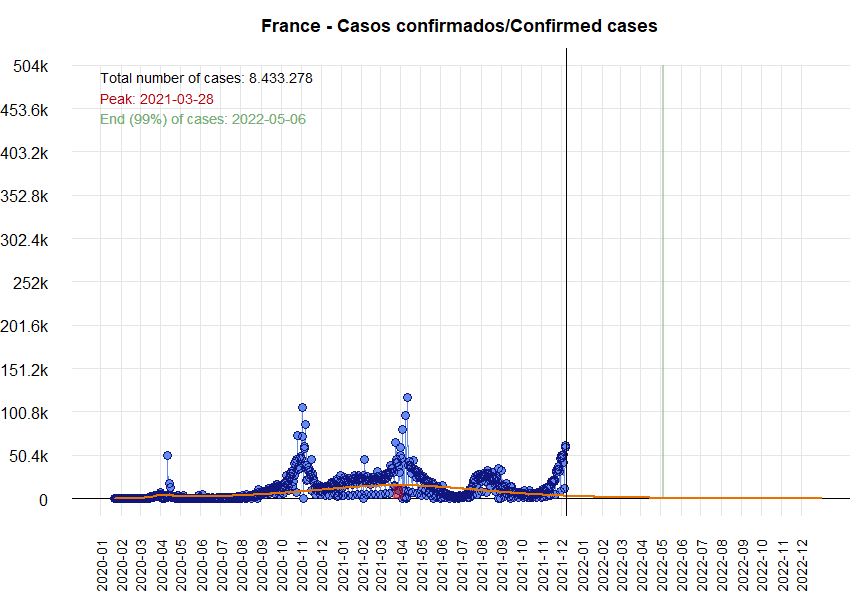 France - Casos confirmados/Confirmed cases
504k
Total number of cases: 8.433.278
Peak: 2021-03-28
End (99%) of cases: 2022-05-06
453.6k
403.2k
352.8k
302.4k
252k
201.6k
151.2k
100.8k
50.4k
0
2020-01
2020-02
2020-03
2020-04
2020-05
2020-06
2020-07
2020-08
2020-09
2020-10
2020-11
2020-12
2021-01
2021-02
2021-03
2021-04
2021-05
2021-06
2021-07
2021-08
2021-09
2021-10
2021-11
2021-12
2022-01
2022-02
2022-03
2022-04
2022-05
2022-06
2022-07
2022-08
2022-09
2022-10
2022-11
2022-12